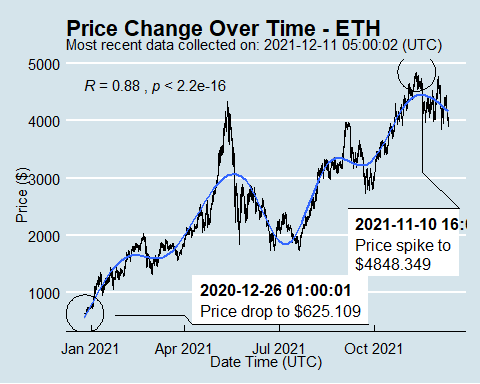 Price Change Over Time - ETH
Most recent data collected on: 2021-12-11 05:00:02 (UTC)
R = 0.88 , p < 2.2e-16
Price ($)
5000
4000
3000
2000
1000
2021-11-10 16:0
Price spike to
$4848.349
2020-12-26 01:00:01
Price drop to $625.109
Jan 2021
Apr 2021
Jul 2021
Oct 2021
Date Time (UTC)